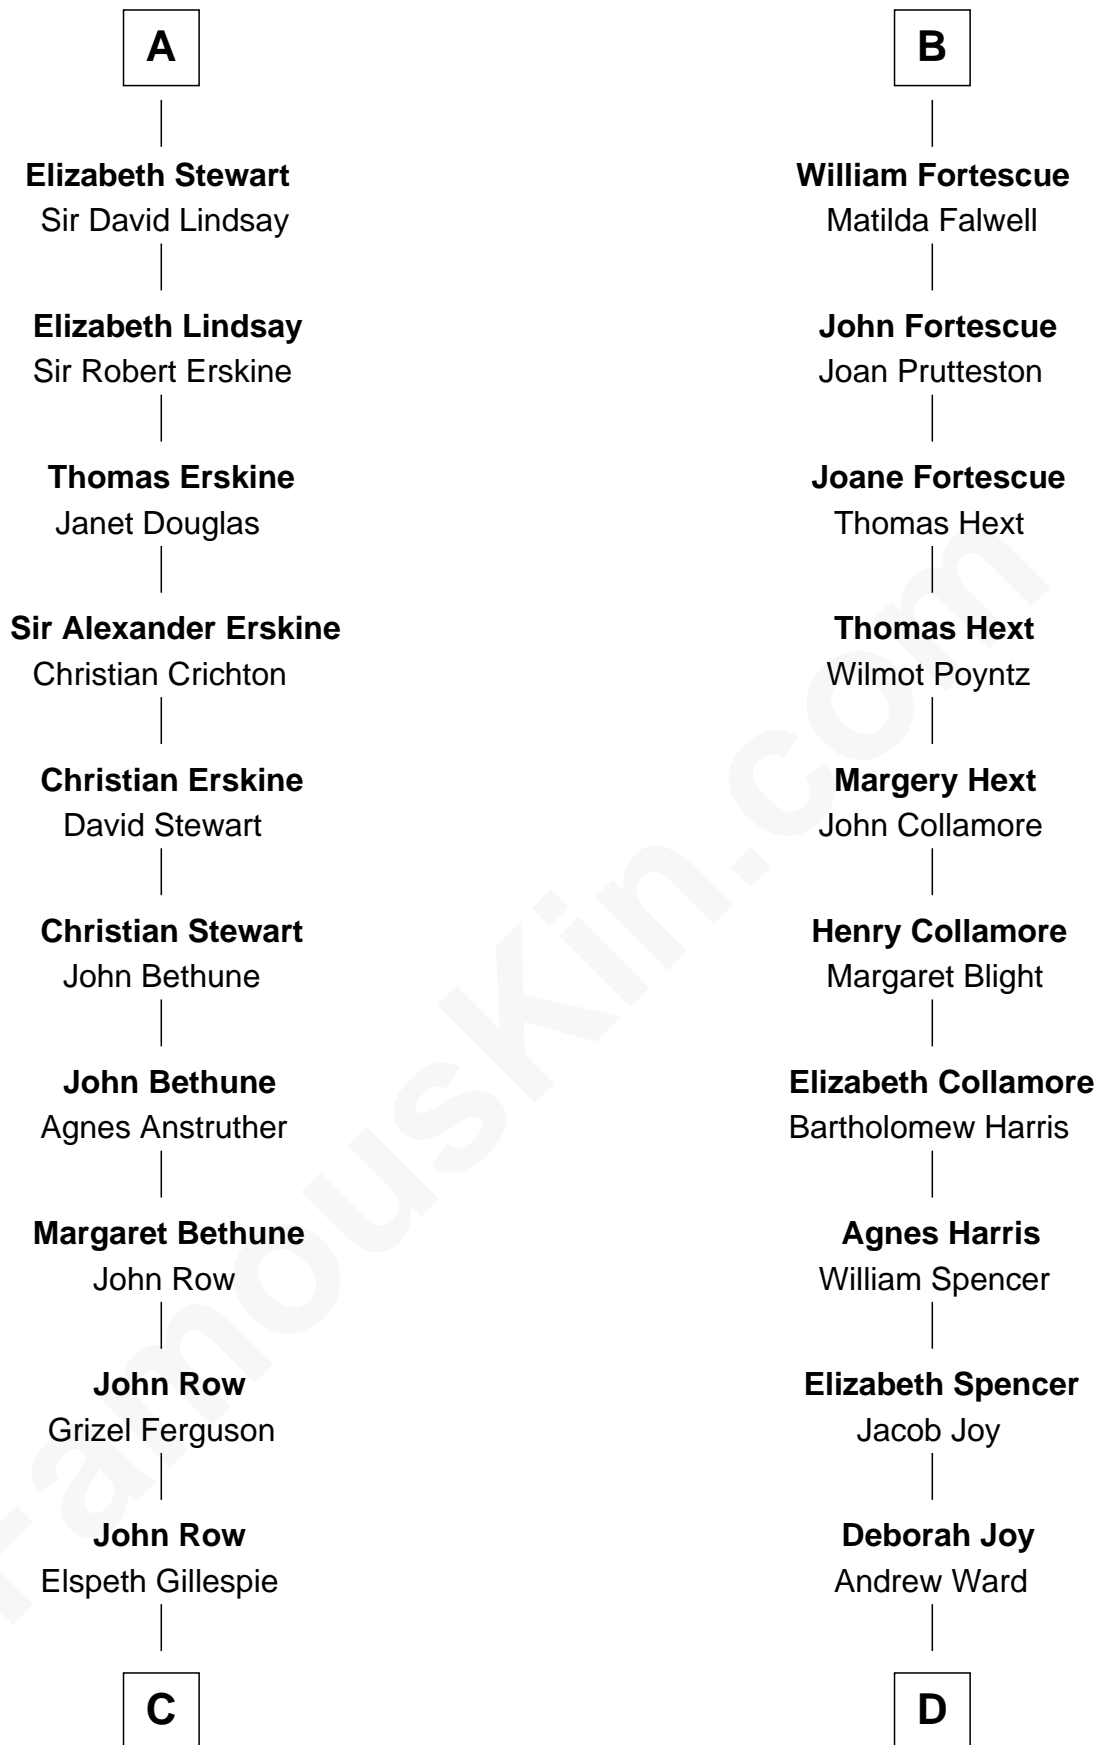 A
Elizabeth Stewart
Sir David Lindsay
Elizabeth Lindsay
Sir Robert Erskine
Thomas Erskine
Janet Douglas
Sir Alexander Erskine
Christian Crichton
Christian Erskine
David Stewart
Christian Stewart
John Bethune
John Bethune
Agnes Anstruther
Margaret Bethune
John Row
John Row
Grizel Ferguson
John Row
Elspeth Gillespie
C
B
William Fortescue
Matilda Falwell
John Fortescue
Joan Prutteston
Joane Fortescue
Thomas Hext
Thomas Hext
Wilmot Poyntz
Margery Hext
John Collamore
Henry Collamore
Margaret Blight
Elizabeth Collamore
Bartholomew Harris
Agnes Harris
William Spencer
Elizabeth Spencer
Jacob Joy
Deborah Joy
Andrew Ward
D
FamousKin.com